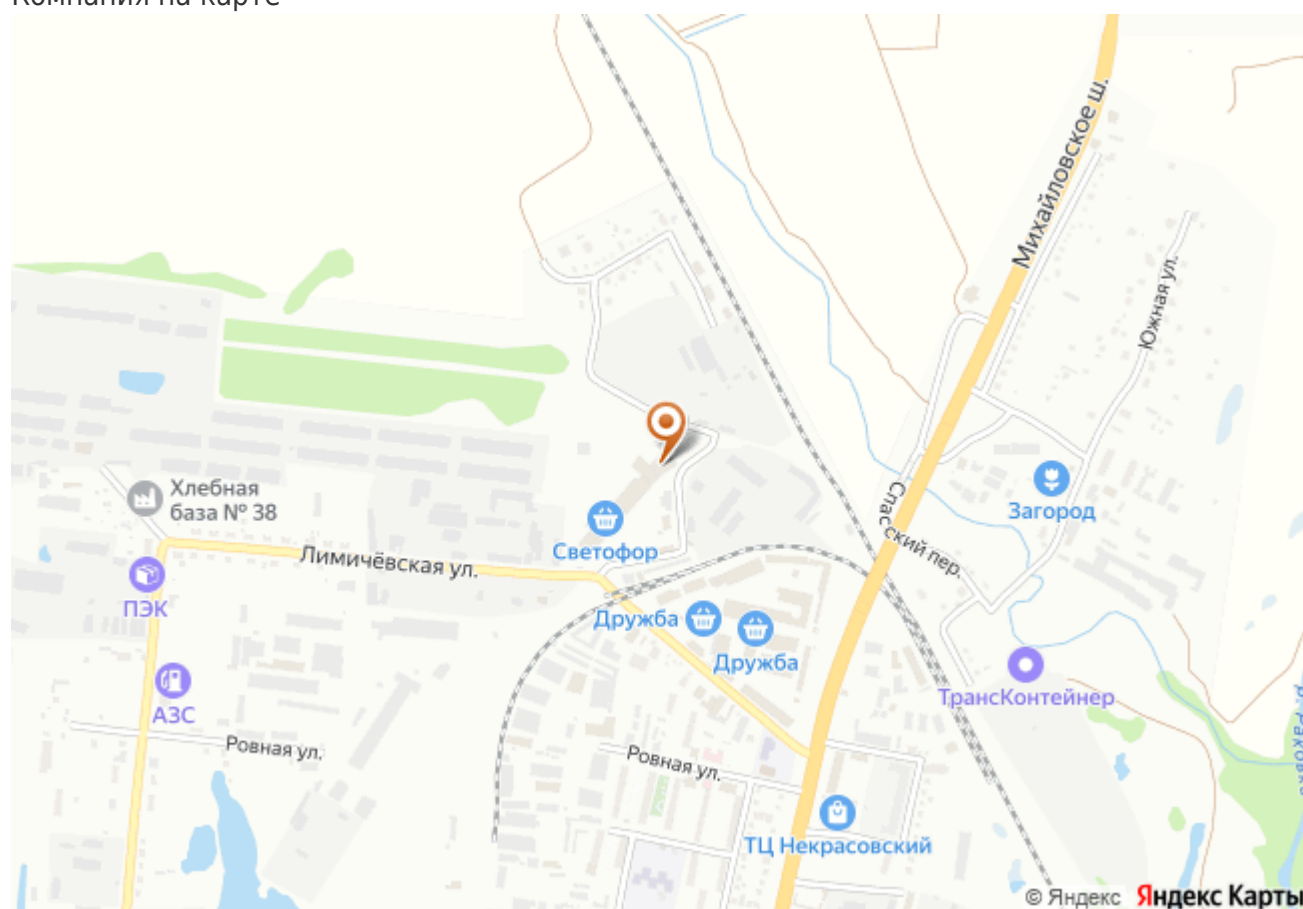 Компания на карте
Михайловское ш.
Южная ул.
Хлебная
база № 38
Загород
Спасский пер.
Светофор
Лимичёвская ул.
ПЭК
Дружба
Дружба
ТрансКонтейнер
АЗС
р. Раковка
Ровная ул.
Ровная ул.
ТЦ Некрасовский
© Яндекс Яндекс Карты